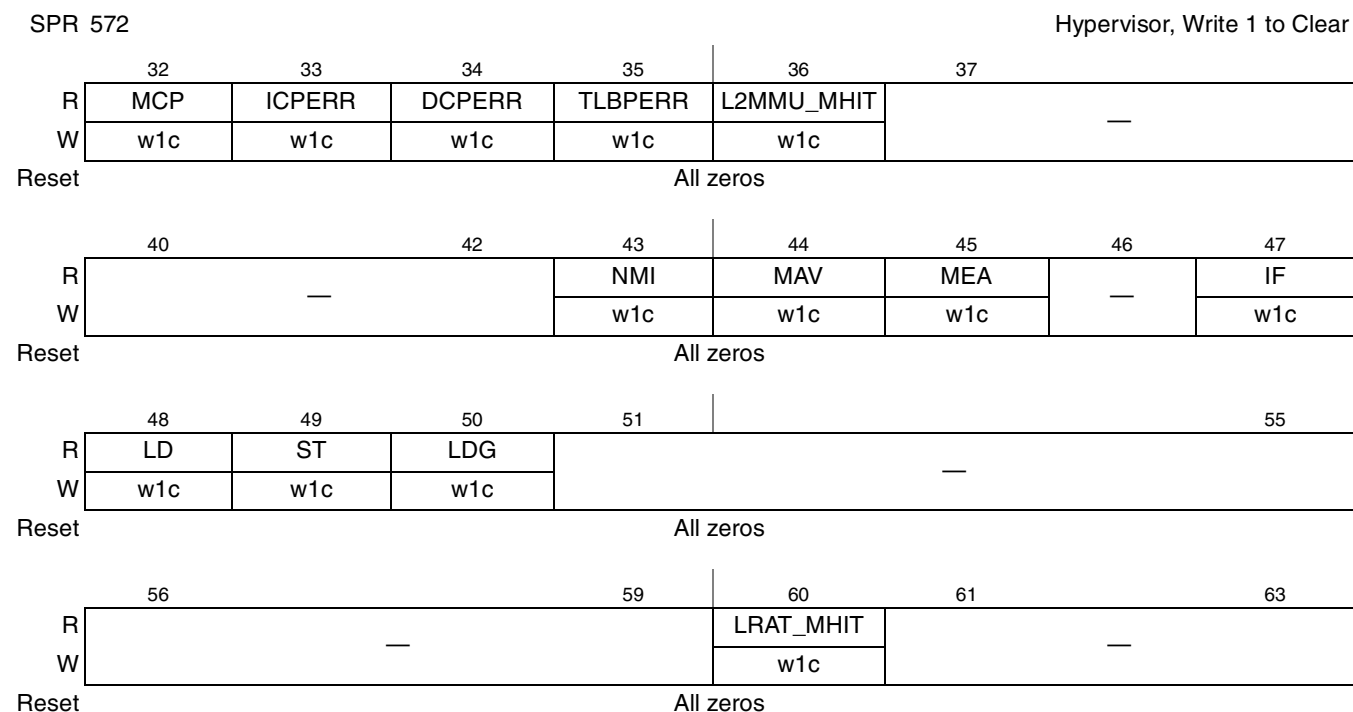 SPR 572 Hypervisor, Write 1 to Clear
32 33 34 35 36 37
R MCP ICPERR DCPERR TLBPERR L2MMU_MHIT —
W w1c w1c w1c w1c w1c
Reset All zeros
40 42 43 44 45 46 47
R — NMI MAV MEA — IF
W w1c w1c w1c w1c
Reset All zeros
48 49 50 51 55
R LD ST LDG —
W w1c w1c w1c
Reset All zeros
56 59 60 61 63
R — LRAT_MHIT —
W w1c
Reset All zeros